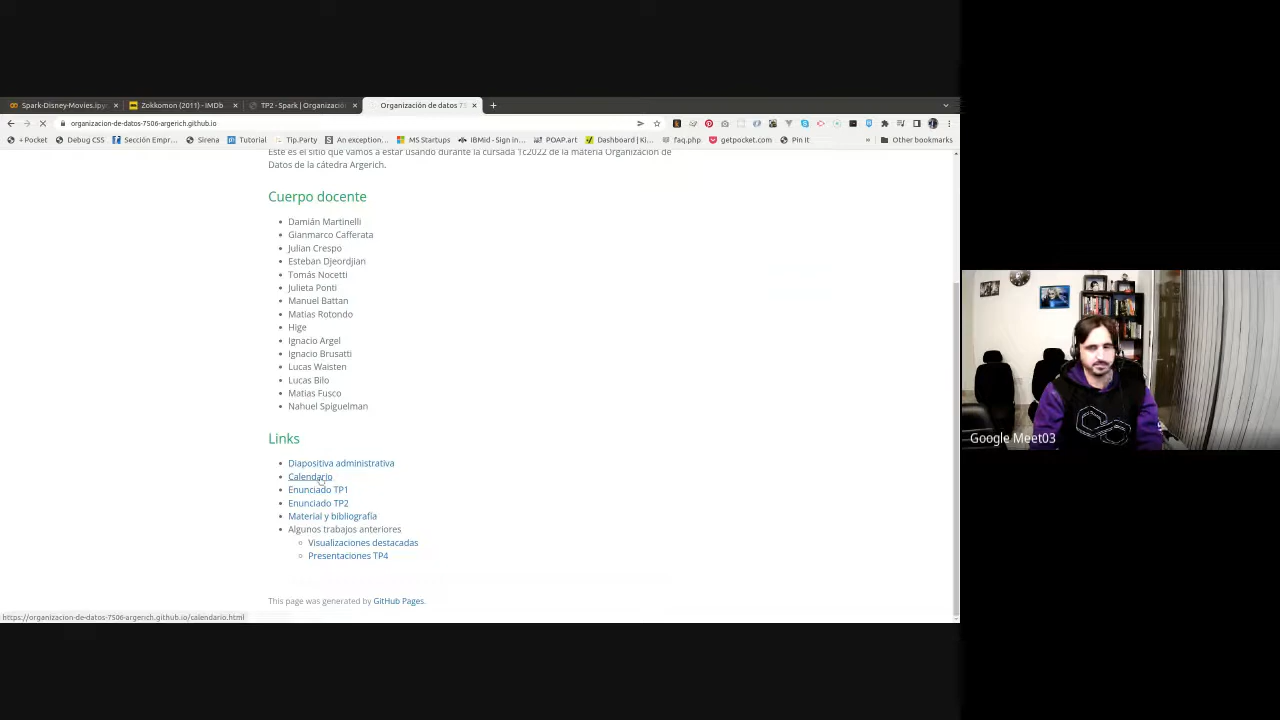 Spark-Disney-Movies.ipyn
Zokkomon (2011) - IMDb
TP2 - Spark | Organizació
Organización de datos 75
organizacion-de-datos-7506-argerich.github.io
+Pocket
Debug CSS
Sección Empr...
Sirena
Tutorial
Tip.Party
An exception...
MS.Startups
IBMid - Sign in...
POAP.art
Dashboard | Ki...
faq.php
getpocket.com
Pin It
»
Other bookmarks
Este es el sitio que vamos a estar usando durante la cursada 1c2022 de la materia Organización de
Datos de la cátedra Argerich.
Cuerpo docente
Damián Martinelli
Gianmarco Cafferata
Julian Crespo
Esteban Djeordjian
Tomás Nocetti
Julieta Ponti
Manuel Battan
Matias Rotondo
Hige
Ignacio Argel
Ignacio Brusatti
Lucas Waisten
Lucas Bilo
Matias Fusco
Nahuel Spiguelman
Links
Diapositiva administrativa
Calendario
Enunciado TP1
Enunciado TP2
Material y bibliografía
Algunos trabajos anteriores
Visualizaciones destacadas
Presentaciones TP4
This page was generated by GitHub Pages.
https://organizacion-de-datos-7506-argerich.github.io/calendario.html
Google Meet03